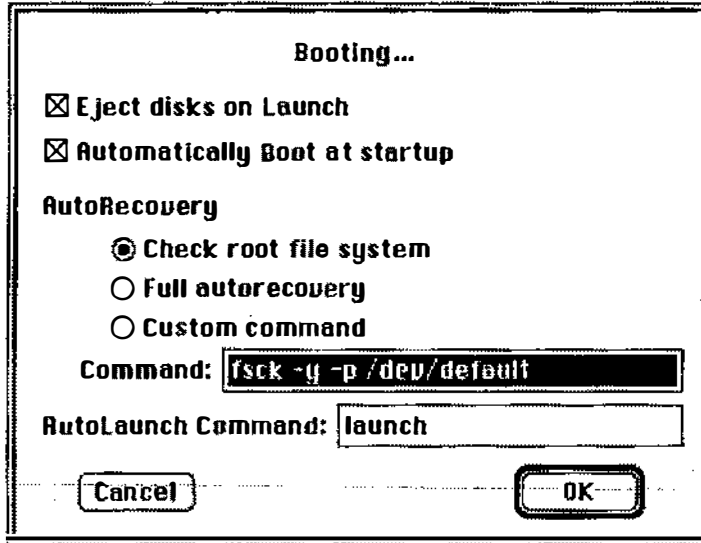 Booting...
Eject disks on Launch
Automatically Boot at startup
AutoRecovery
Check root file system
Full autorecovery
Custom command
Command: fsck -y -p /dev/default
AutoLaunch Command: launch
Cancel OK